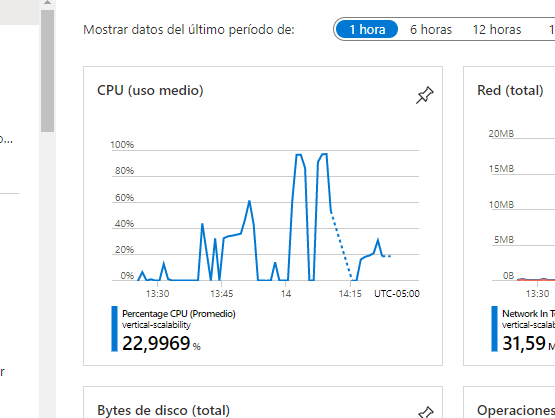 Mostrar datos del último período de:
1 hora
6 horas
12 horas
1
o...
r
CPU (uso medio)
100%
80%
60%
40%
20%
0%
13:30
13:45
14
14:15
UTC-05:00
Percentage CPU (Promedio)
vertical-scalability
22,9969 %
Red (total)
20MB
15MB
10MB
5MB
0B
13:30
Network In T
vertical-scalab
31,59 M
Bytes de disco (total)
Operaciones